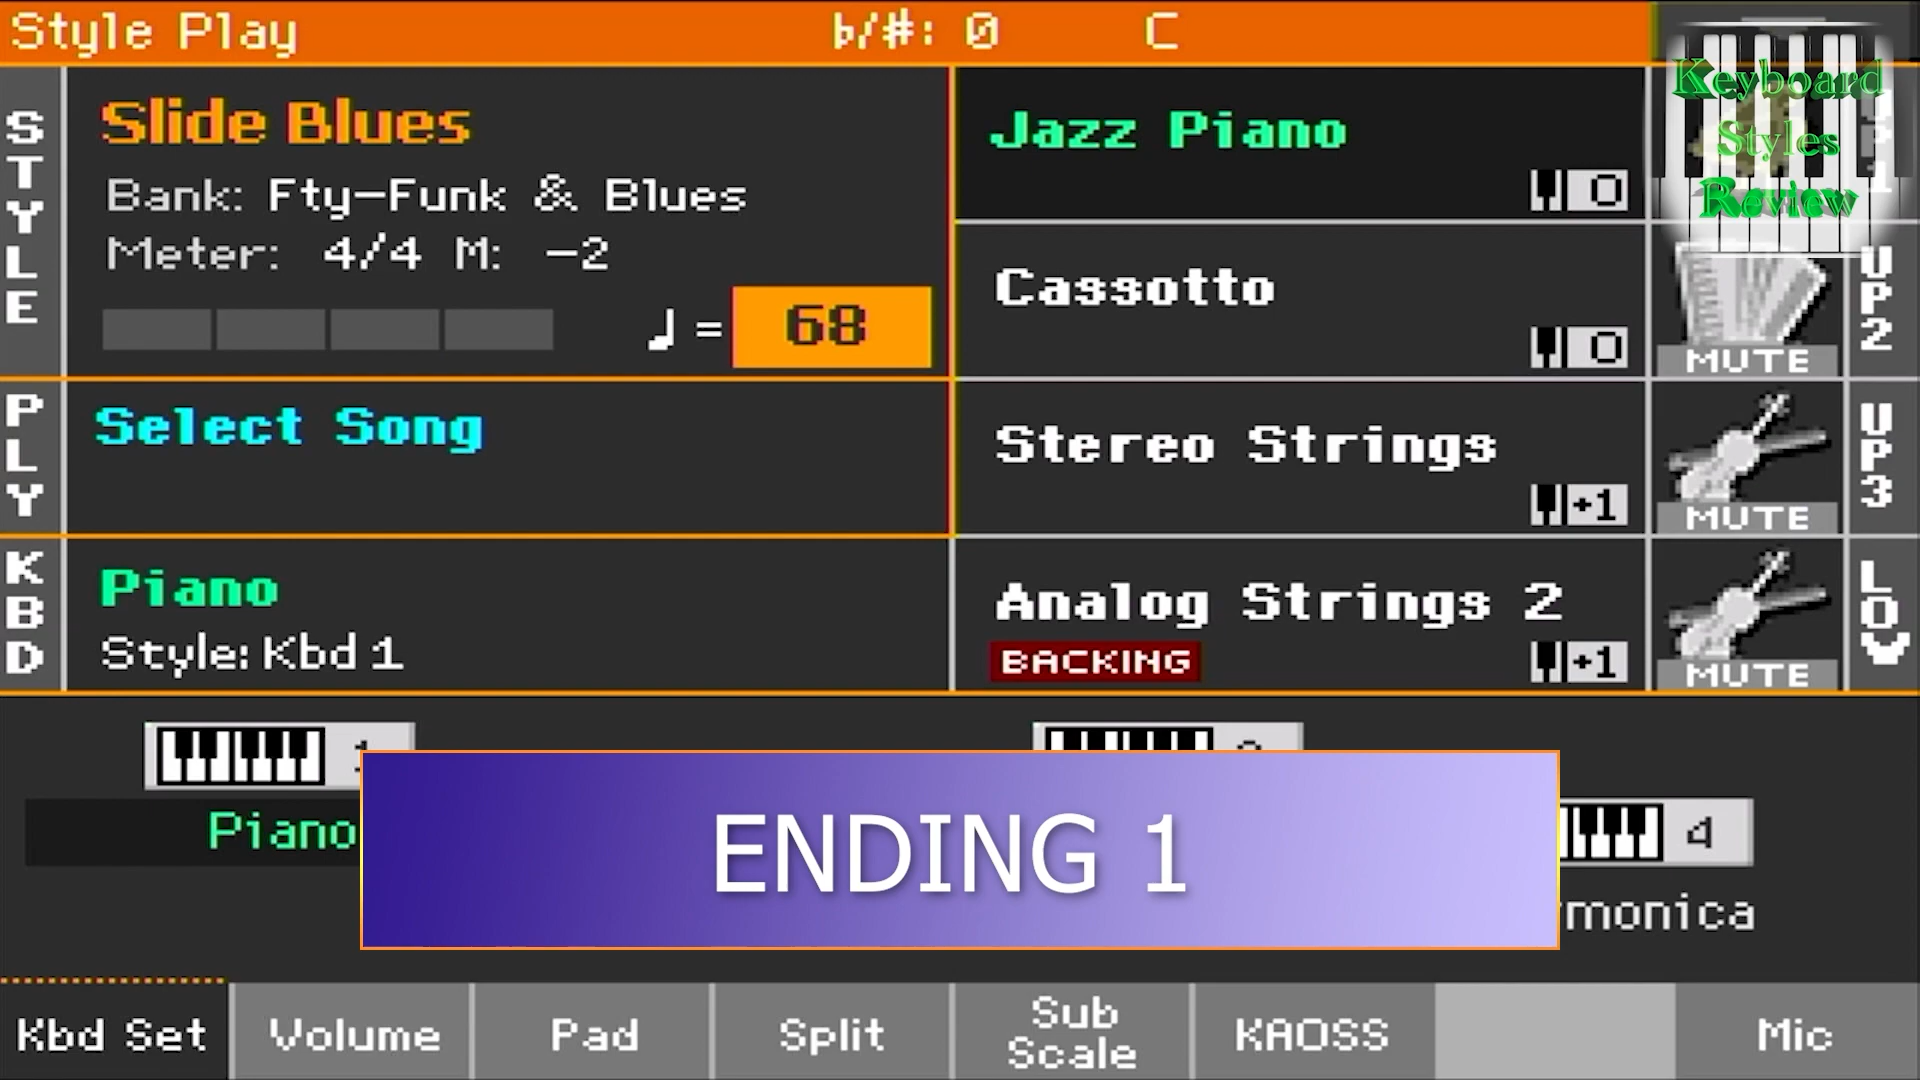 Style Play ♭/#: 0 C
Keyboard
Styles
Review
STYLE
Slide Blues
Bank: Fty-Funk & Blues
Meter: 4/4 M: -2
♩ = 68
Jazz Piano
0
Cassotto
0
MUTE
UP2
PLY
Select Song
Stereo Strings
+1
MUTE
UP3
KBD
Piano
Style: Kbd 1
Analog Strings 2
BACKING
+1
MUTE
LOW
Piano
4
monica
ENDING 1
Kbd Set Volume Pad Split Sub Scale KAOSS Mic